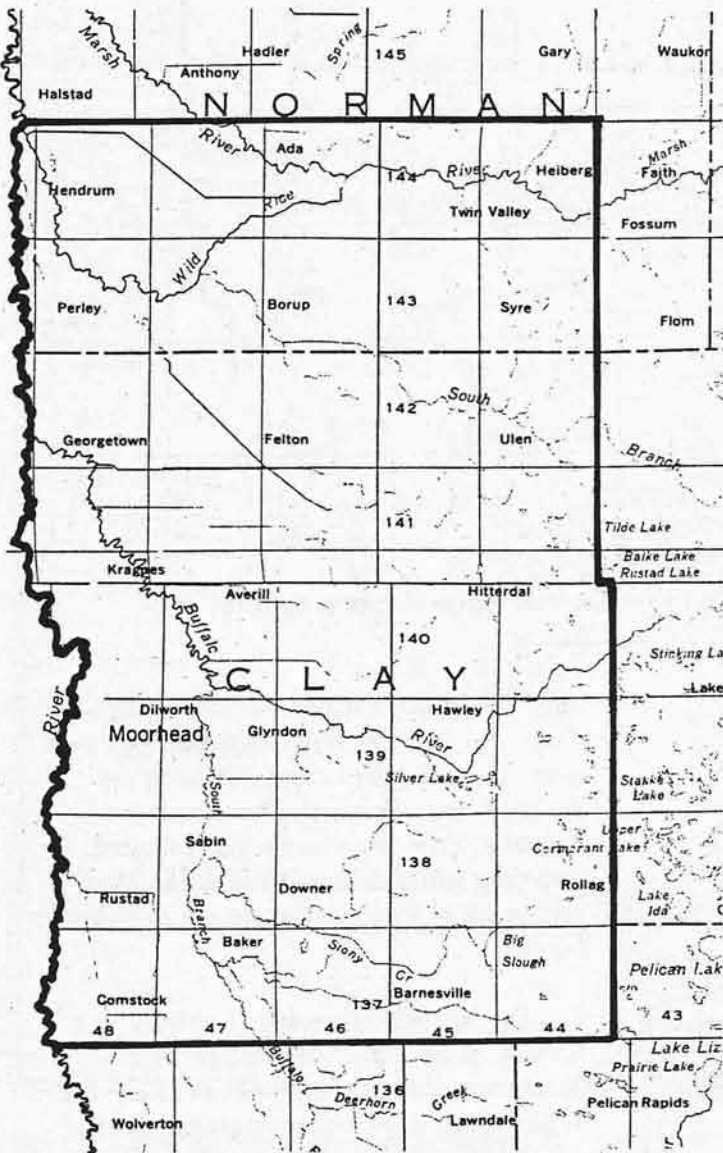 Marsh
Hadler
Spring
145
Gary
Waukon
Anthony
Halstad
NORMAN
River
Ada
144
River
Heiberg
Marsh
Faith
Hendrum
Rice
Twin Valley
Fossum
Wild
Perley
Borup
143
Syre
Flom
142
South
Georgetown
Felton
Ulen
Branch
141
Tilde Lake
Balke Lake
Kragnes
Rustad Lake
Averill
Hitterdal
Buffalo
140
Stinking La
CLAY
Lake
River
Dilworth
Hawley
Moorhead
Glyndon
River
139
Silver Lake
Stakke
Lake
South
Upper
Cormorant Lake
Sabin
138
Downer
Rollag
Rustad
Lake
Ida
Branch
Baker
Stony
Big
Slough
Cr
Pelican Lak
Comstock
137
Barnesville
48
47
46
45
44
43
Lake Liz
Buffalo
Prairie Lake
136
Deerhorn
Creek
Pelican Rapids
Wolverton
Lawndale